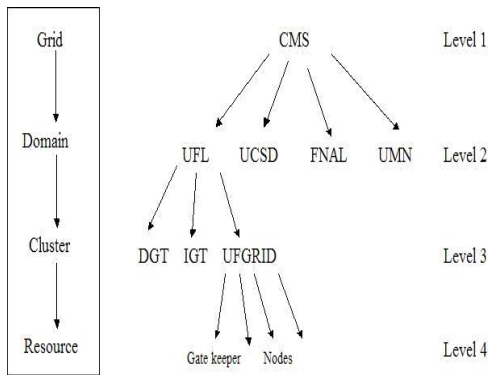 Grid CMS Level 1
Domain UFL UCSD FNAL UMN Level 2
Cluster DGT IGT UFGRID Level 3
Resource Gate keeper Nodes Level 4